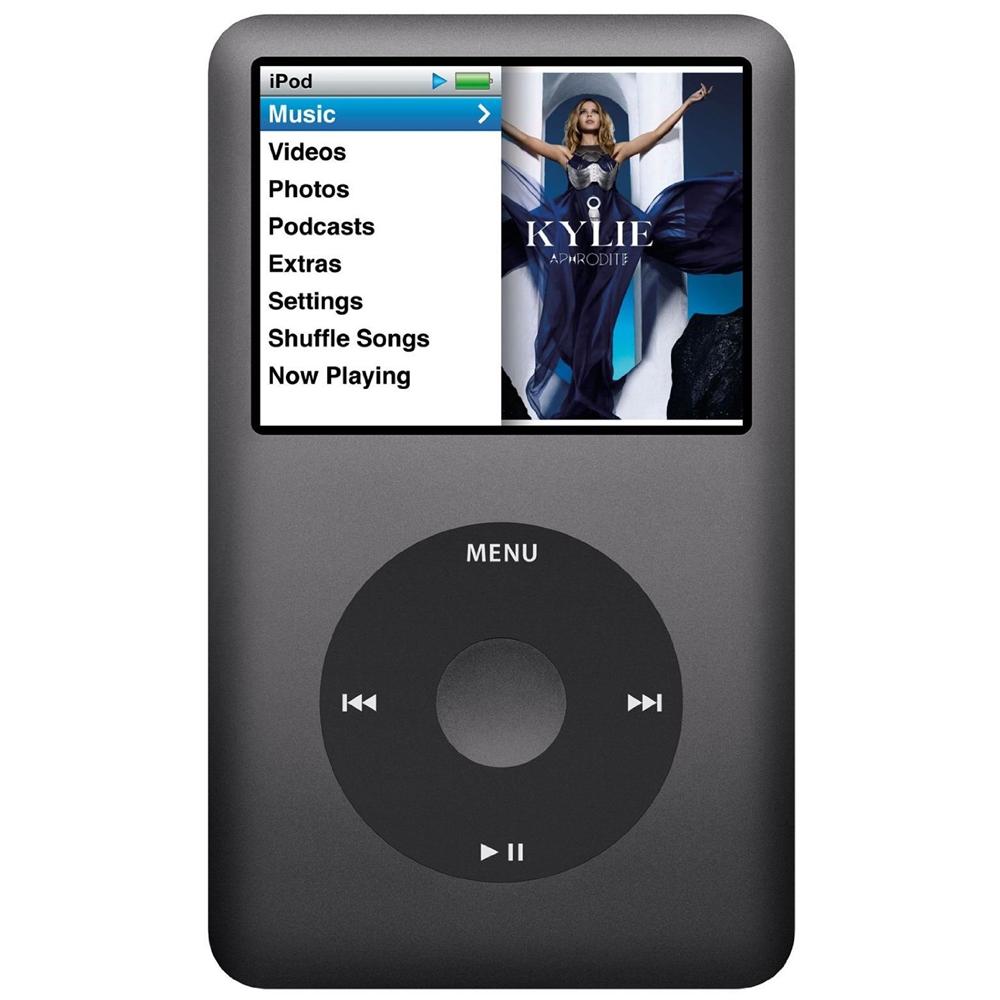 iPod
Music
Videos
Photos
Podcasts
Extras
Settings
Shuffle Songs
Now Playing
KYLIE
APHRODITE
MENU